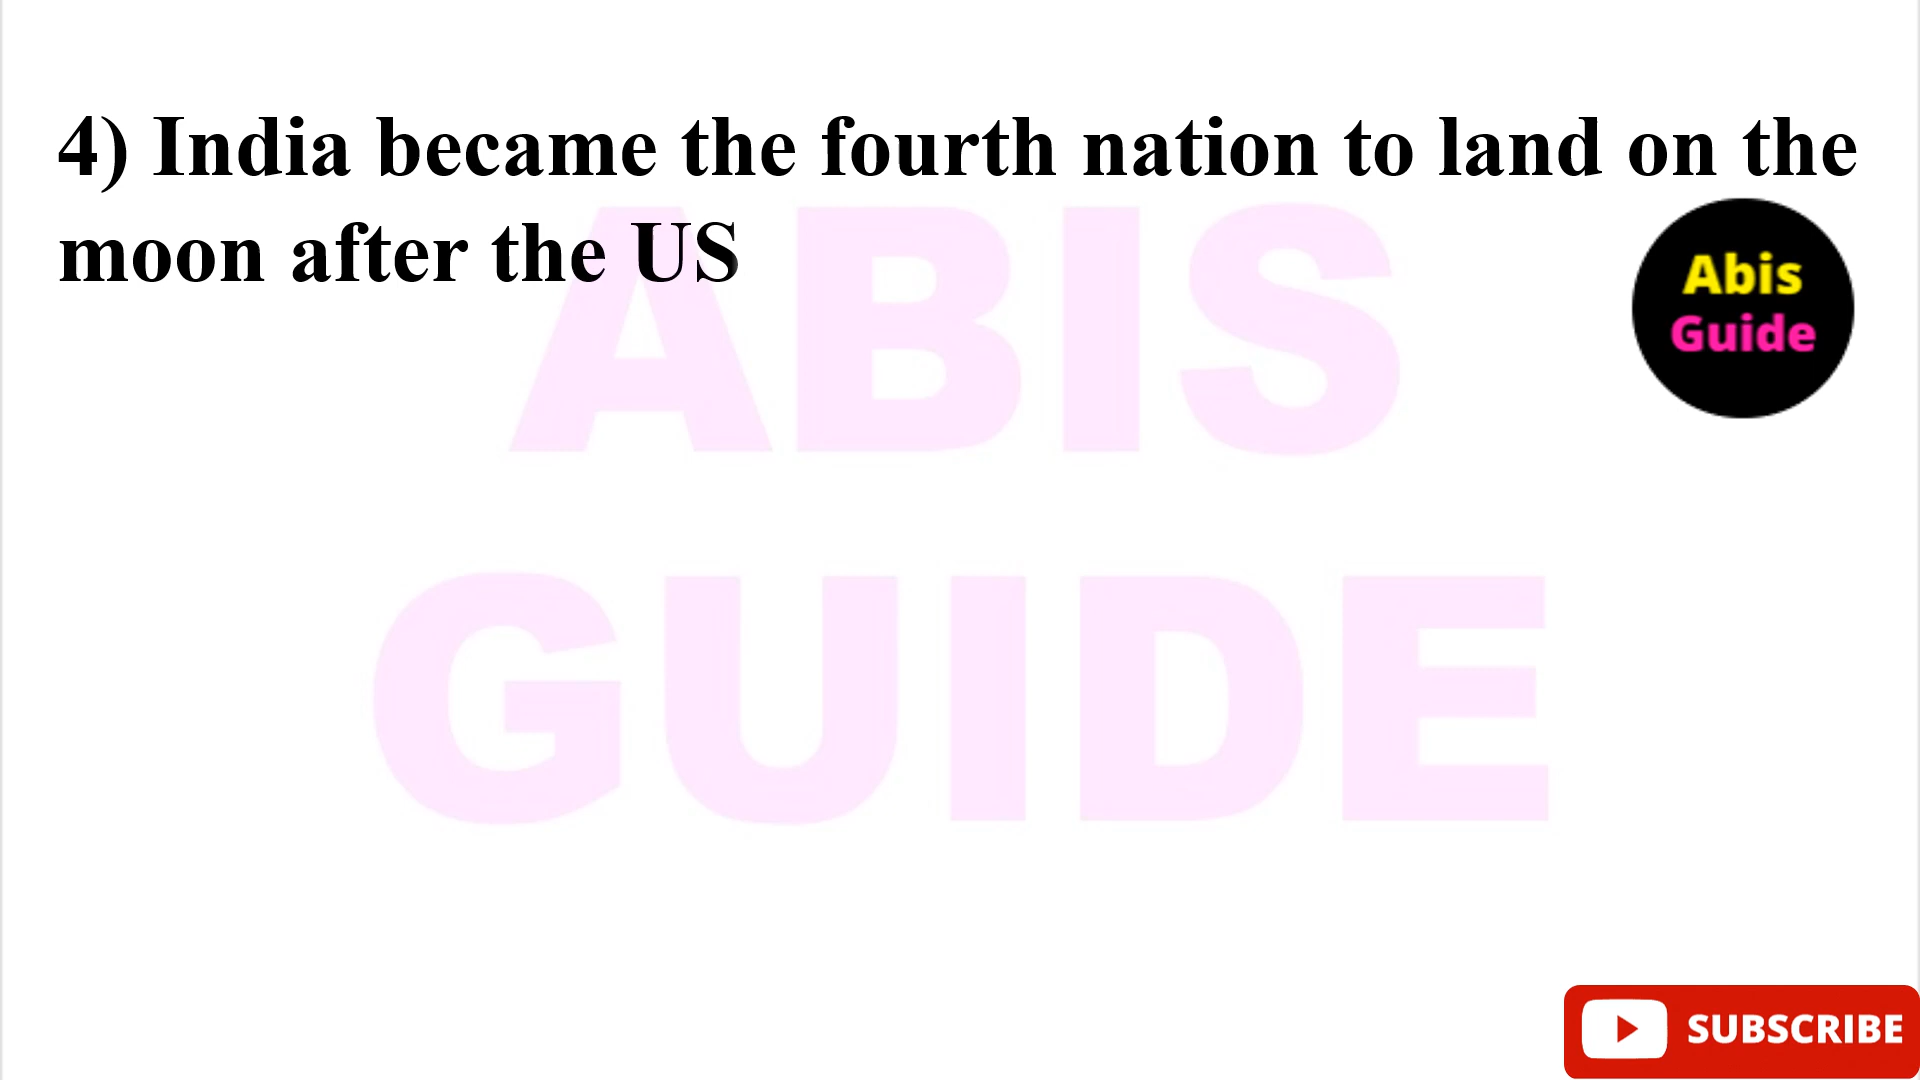 4) India became the fourth nation to land on the
moon after the US
ABIS
GUIDE
Abis
Guide
SUBSCRIBE